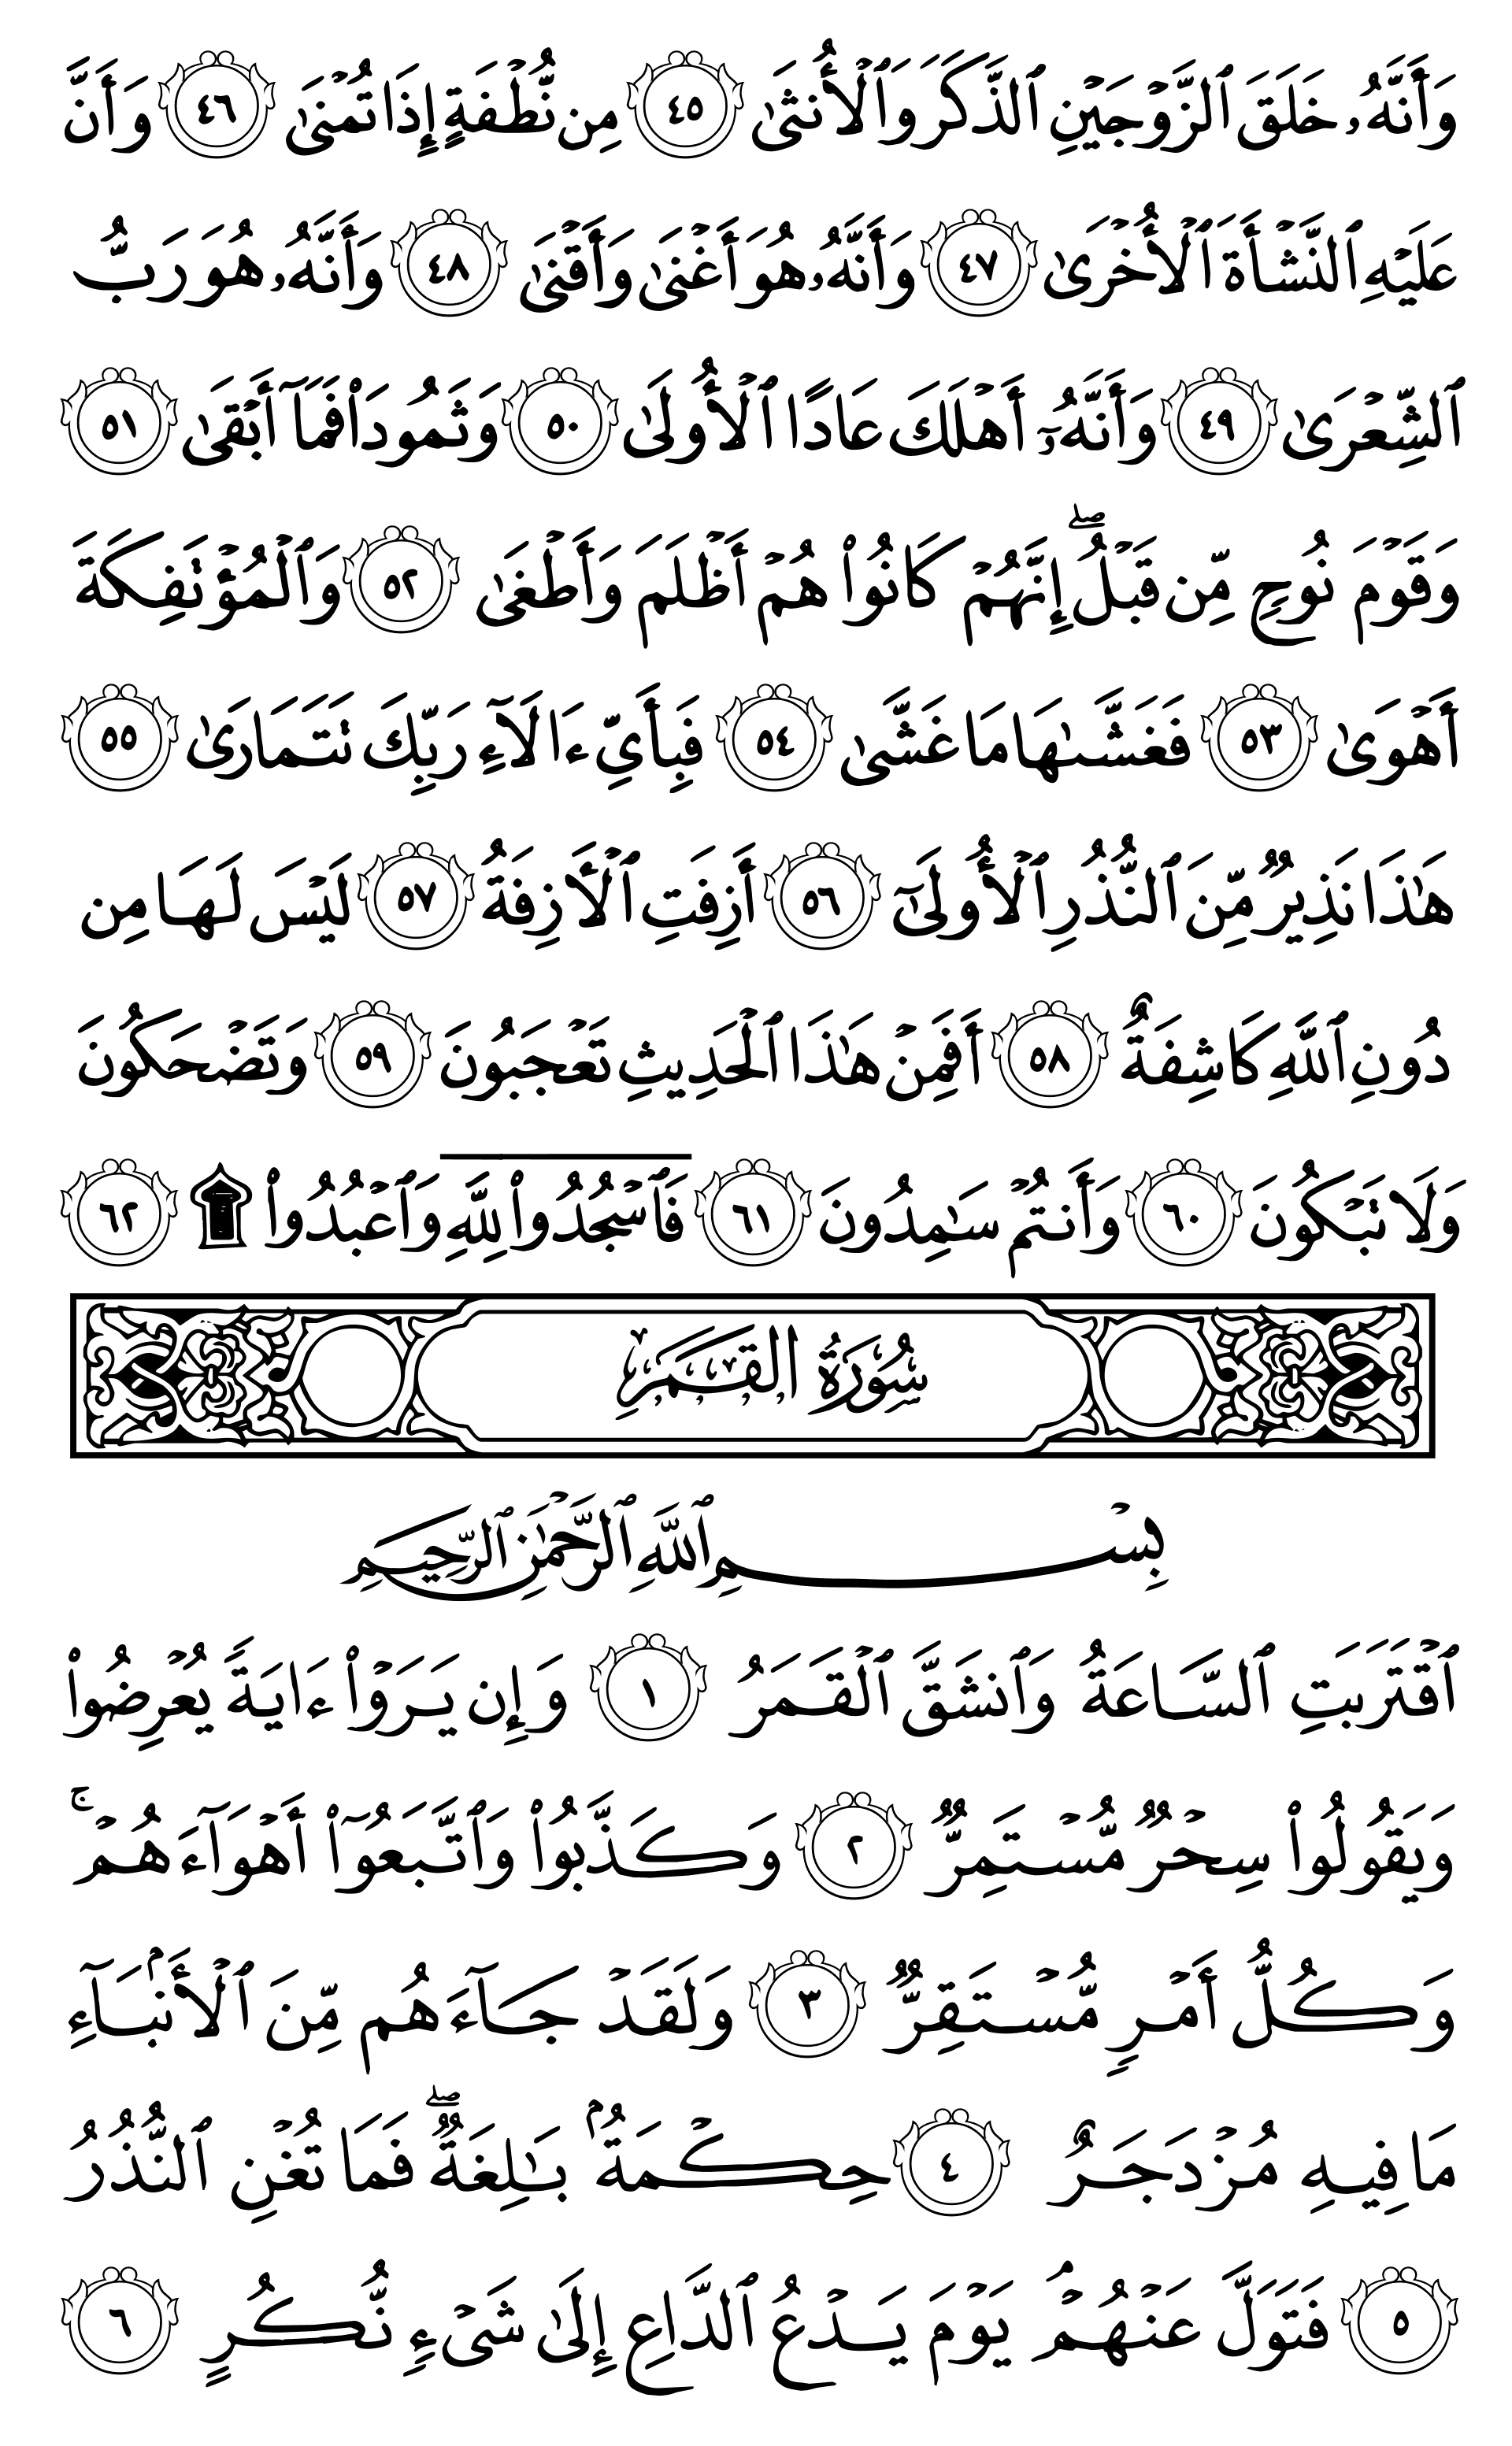 وَأَنَّهُۥ خَلَقَ ٱلزَّوۡجَيۡنِ ٱلذَّكَرَ وَٱلۡأُنثَىٰ ٤٥ مِن نُّطۡفَةٍ إِذَا تُمۡنَىٰ ٤٦ وَأَنَّ
عَلَيۡهِ ٱلنَّشۡأَةَ ٱلۡأُخۡرَىٰ ٤٧ وَأَنَّهُۥ هُوَ أَغۡنَىٰ وَأَقۡنَىٰ ٤٨ وَأَنَّهُۥ هُوَ رَبُّ
ٱلشِّعۡرَىٰ ٤٩ وَأَنَّهُۥٓ أَهۡلَكَ عَادًا ٱلۡأُولَىٰ ٥٠ وَثَمُودَاْ فَمَآ أَبۡقَىٰ ٥١
وَقَوۡمَ نُوحٖ مِّن قَبۡلُۖ إِنَّهُمۡ كَانُواْ هُمۡ أَظۡلَمَ وَأَطۡغَىٰ ٥٢ وَٱلۡمُؤۡتَفِكَةَ
أَهۡوَىٰ ٥٣ فَغَشَّىٰهَا مَا غَشَّىٰ ٥٤ فَبِأَيِّ ءَالَآءِ رَبِّكَ تَتَمَارَىٰ ٥٥
هَٰذَا نَذِيرٞ مِّنَ ٱلنُّذُرِ ٱلۡأُولَىٰٓ ٥٦ أَزِفَتِ ٱلۡأٓزِفَةُ ٥٧ لَيۡسَ لَهَا مِن
دُونِ ٱللَّهِ كَاشِفَةٌ ٥٨ أَفَمِنۡ هَٰذَا ٱلۡحَدِيثِ تَعۡجَبُونَ ٥٩ وَتَضۡحَكُونَ
وَلَا تَبۡكُونَ ٦٠ وَأَنتُمۡ سَٰمِدُونَ ٦١ فَٱسۡجُدُواْ لِلَّهِ وَٱعۡبُدُواْ ۩ ٦٢
سُورَةُ القَمَر
بِسۡمِ ٱللَّهِ ٱلرَّحۡمَٰنِ ٱلرَّحِيمِ
ٱقۡتَرَبَتِ ٱلسَّاعَةُ وَٱنشَقَّ ٱلۡقَمَرُ ١ وَإِن يَرَوۡاْ ءَايَةٗ يُعۡرِضُواْ
وَيَقُولُواْ سِحۡرٞ مُّسۡتَمِرّٞ ٢ وَكَذَّبُواْ وَٱتَّبَعُوٓاْ أَهۡوَآءَهُمۡۚ
وَكُلُّ أَمۡرٖ مُّسۡتَقِرّٞ ٣ وَلَقَدۡ جَآءَهُم مِّنَ ٱلۡأَنۢبَآءِ
مَا فِيهِ مُزۡدَجَرٌ ٤ حِكۡمَةُۢ بَٰلِغَةٞۖ فَمَا تُغۡنِ ٱلنُّذُرُ
٥ فَتَوَلَّ عَنۡهُمۡۘ يَوۡمَ يَدۡعُ ٱلدَّاعِ إِلَىٰ شَيۡءٖ نُّكُرٍ ٦